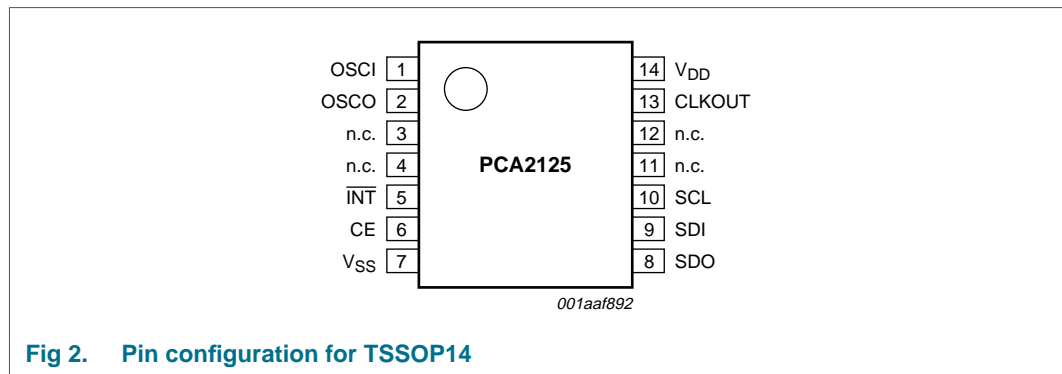 OSCI 1
OSCO 2
n.c. 3
n.c. 4
INT 5
CE 6
VSS 7
PCA2125
14 VDD
13 CLKOUT
12 n.c.
11 n.c.
10 SCL
9 SDI
8 SDO
001aaf892
Fig 2. Pin configuration for TSSOP14